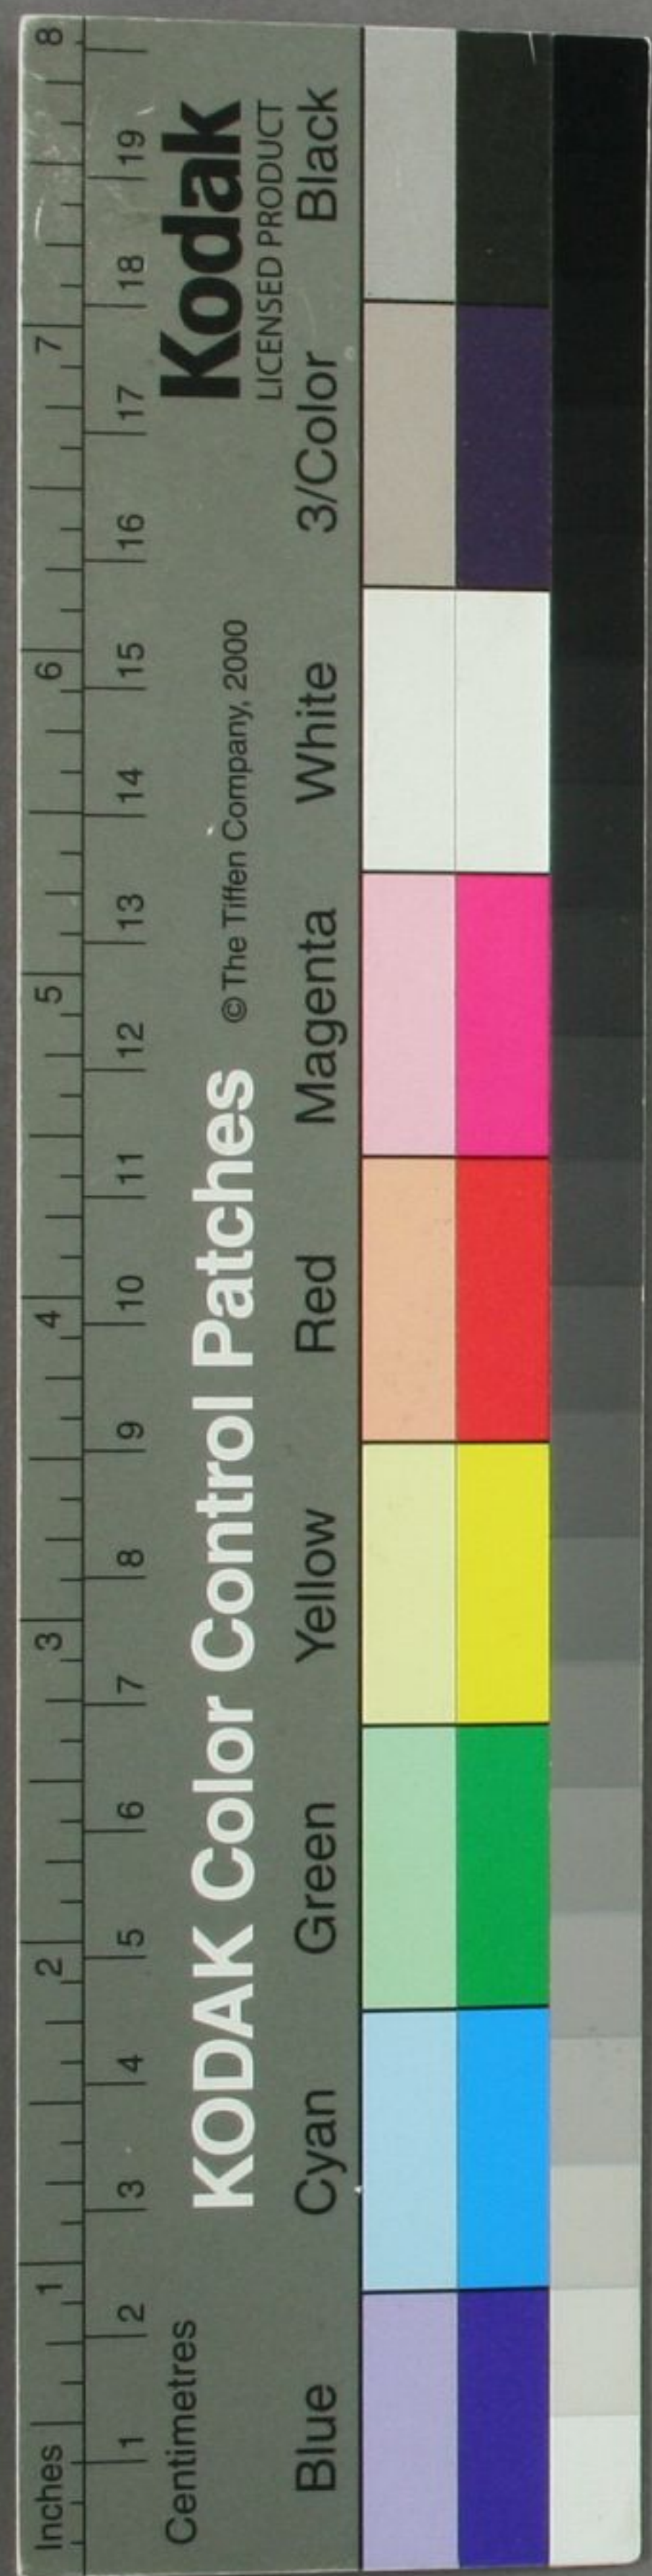 Inches 1 2 3 4 5 6 7 8
Centimetres 1 2 3 4 5 6 7 8 9 10 11 12 13 14 15 16 17 18 19
KODAK Color Control Patches © The Tiffen Company, 2000 Kodak
LICENSED PRODUCT
Blue Cyan Green Yellow Red Magenta White 3/Color Black